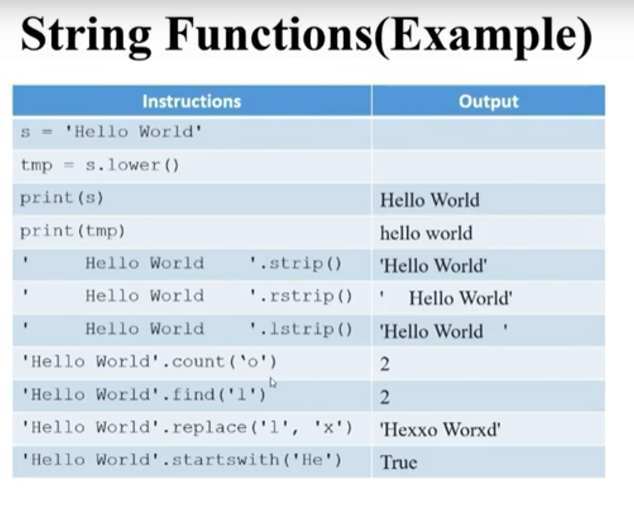 String Functions(Example)
Instructions Output
s = 'Hello World'
tmp = s.lower()
print(s) Hello World
print(tmp) hello world
'      Hello World     '.strip() 'Hello World'
'      Hello World     '.rstrip() '    Hello World'
'      Hello World     '.lstrip() 'Hello World   '
'Hello World'.count('o') 2
'Hello World'.find('l') 2
'Hello World'.replace('l', 'x') 'Hexxo Worxd'
'Hello World'.startswith('He') True